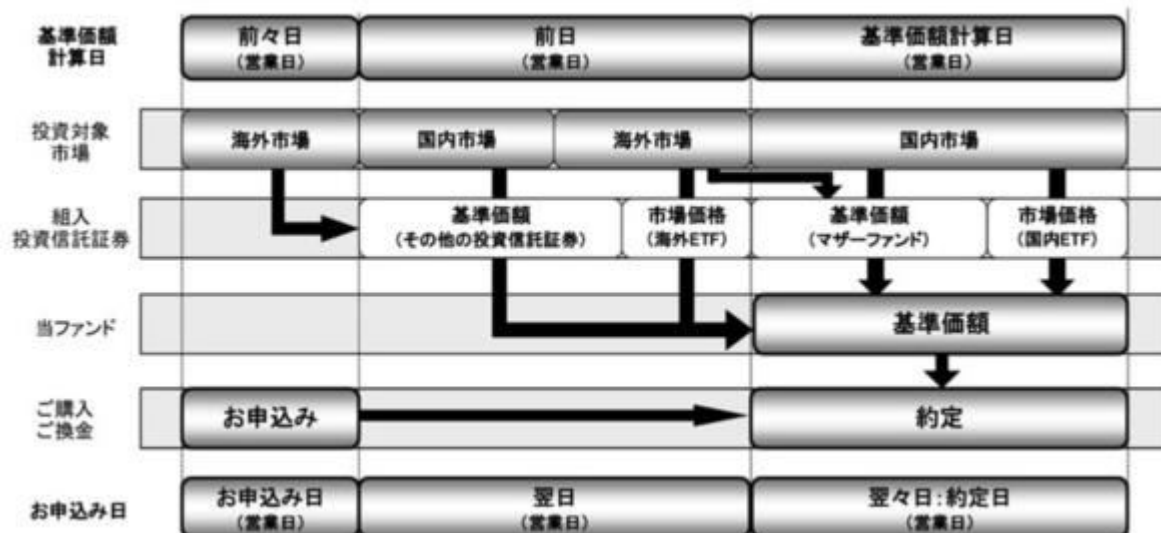 基準価額
計算日
前々日
(営業日)
前日
(営業日)
基準価額計算日
(営業日)
投資対象
市場
海外市場
国内市場
海外市場
国内市場
組入
投資信託証券
基準価額
(その他の投資信託証券)
市場価格
(海外ETF)
基準価額
(マザーファンド)
市場価格
(国内ETF)
当ファンド
基準価額
ご購入
ご換金
お申込み
約定
お申込み日
お申込み日
(営業日)
翌日
(営業日)
翌々日:約定日
(営業日)